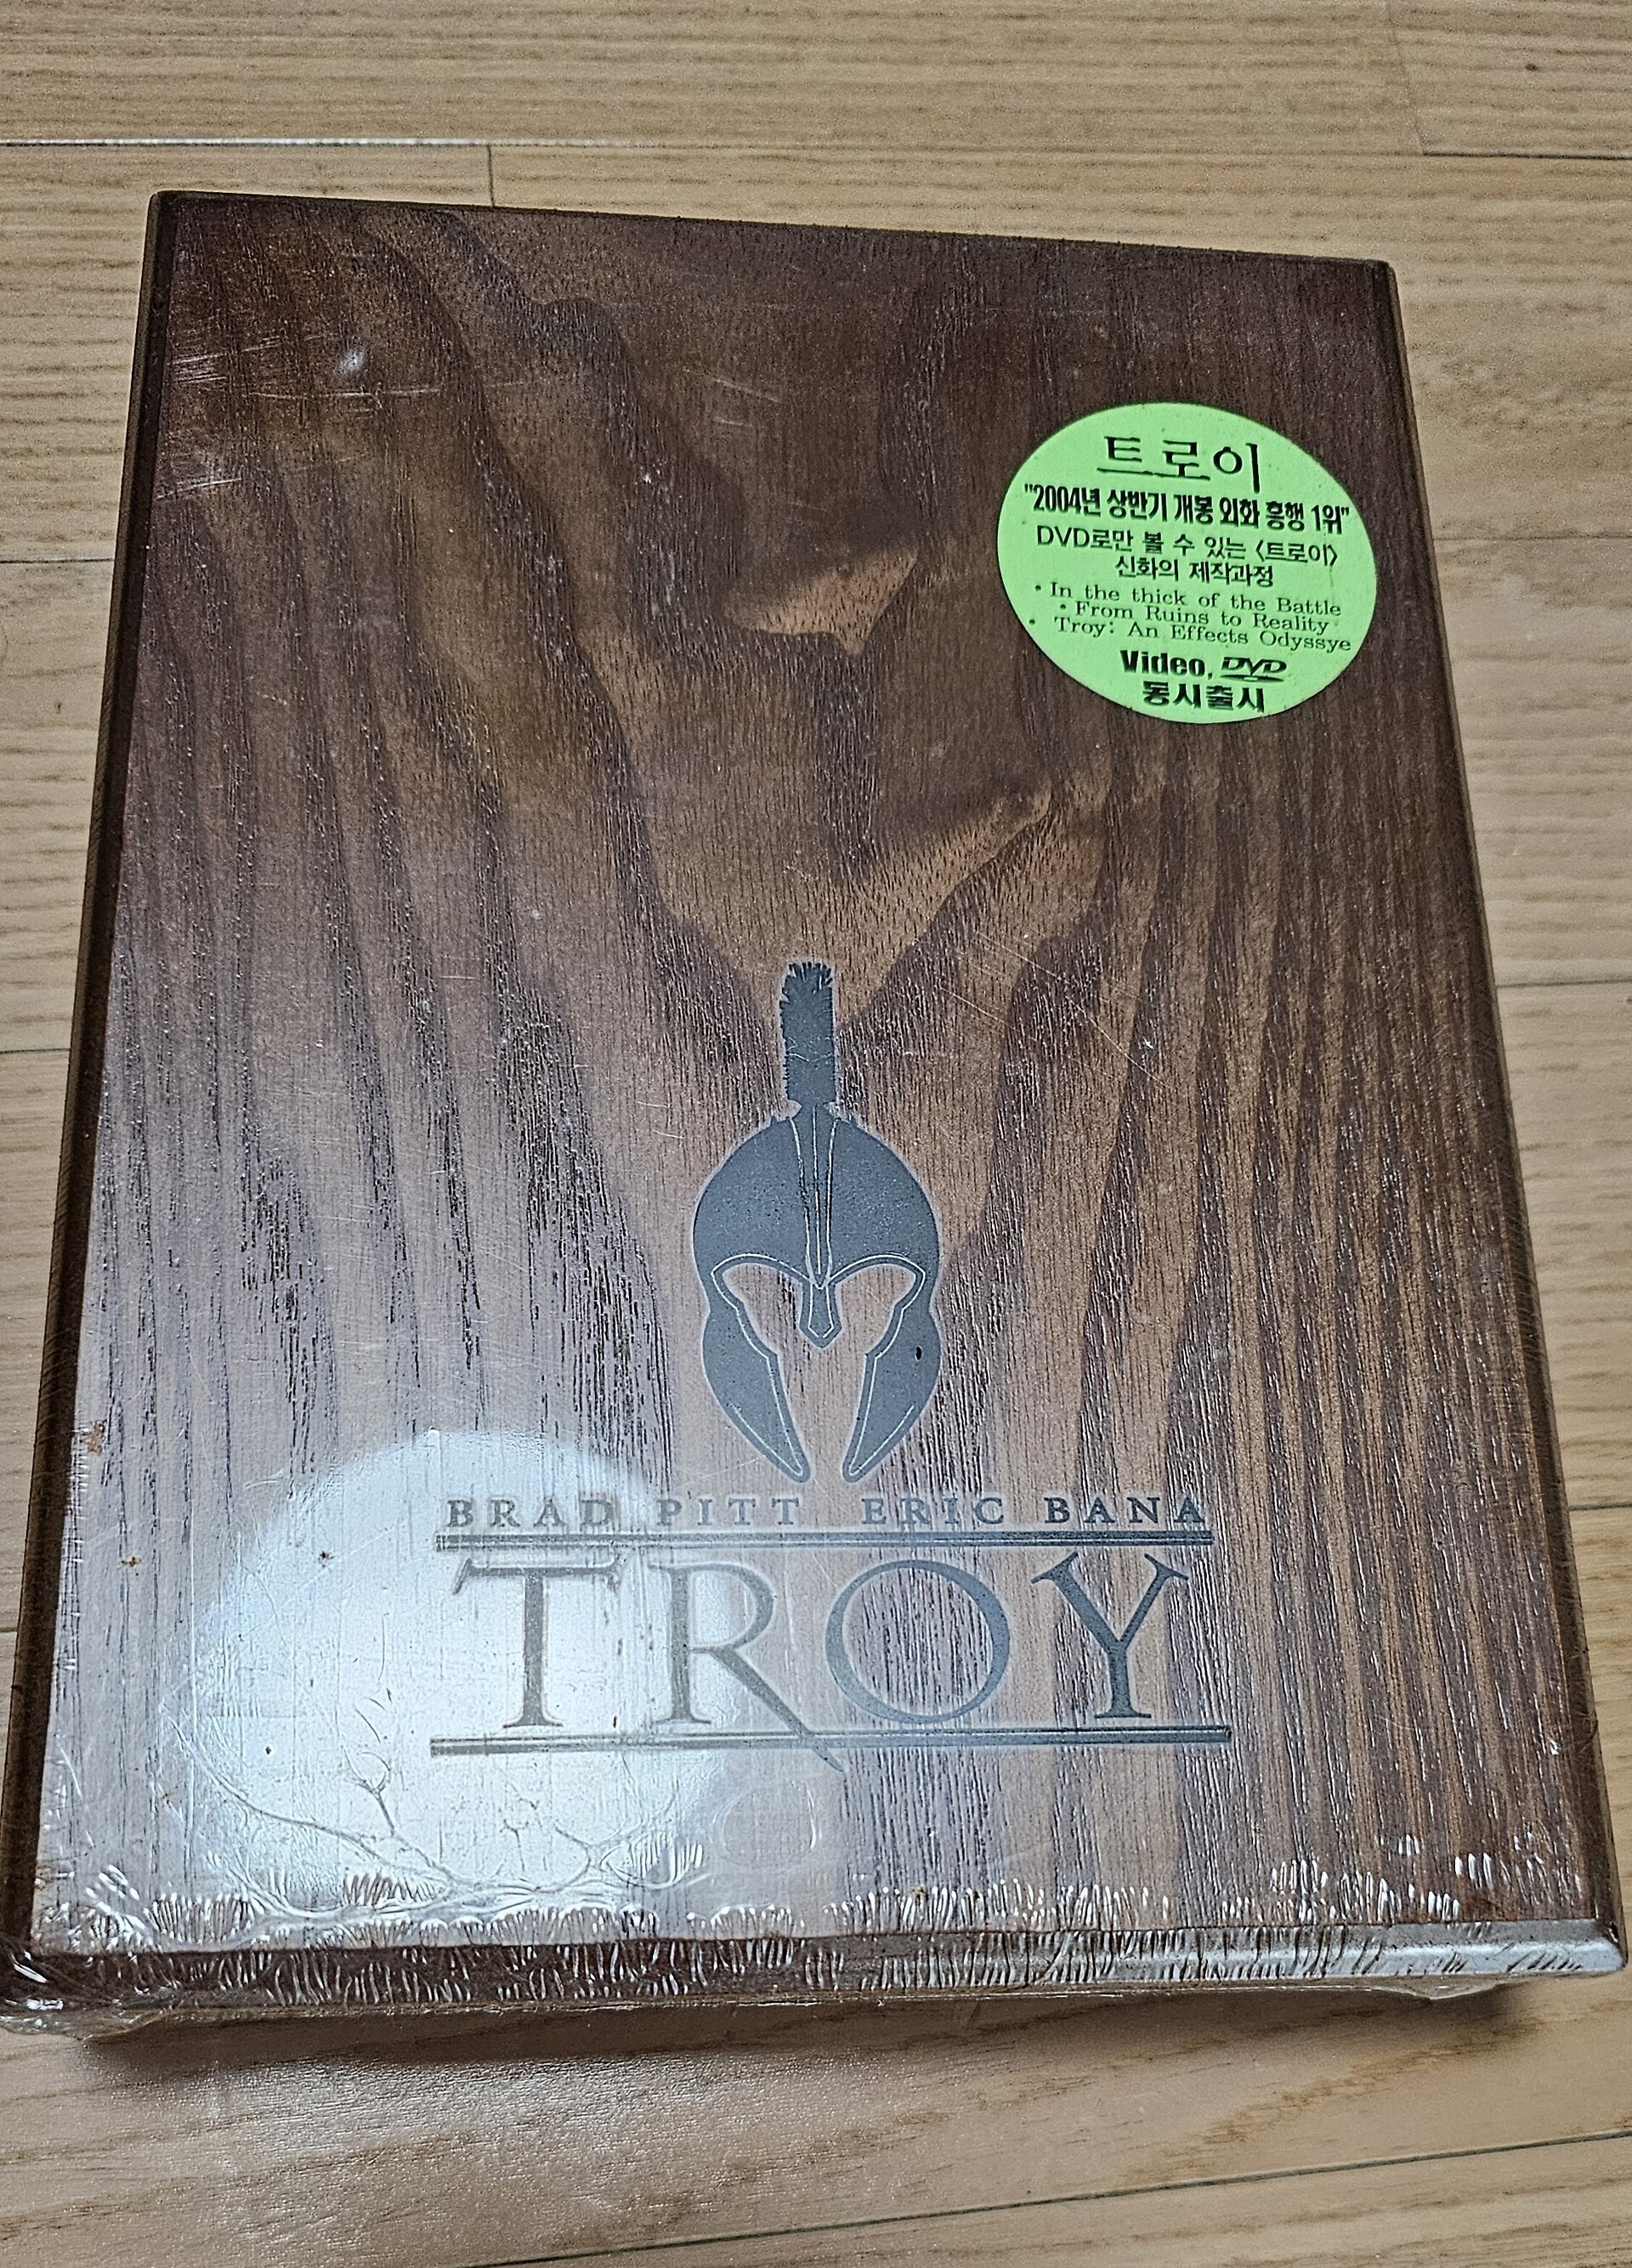 트로이
"2004년 상반기 개봉 외화 흥행 1위"
DVD로만 볼 수 있는 <트로이>
신화의 제작과정
• In the thick of the Battle
• From Ruins to Reality
• Troy: An Effects Odyssye
Video, DVD
동시출시
BRAD PITT ERIC BANA
TROY